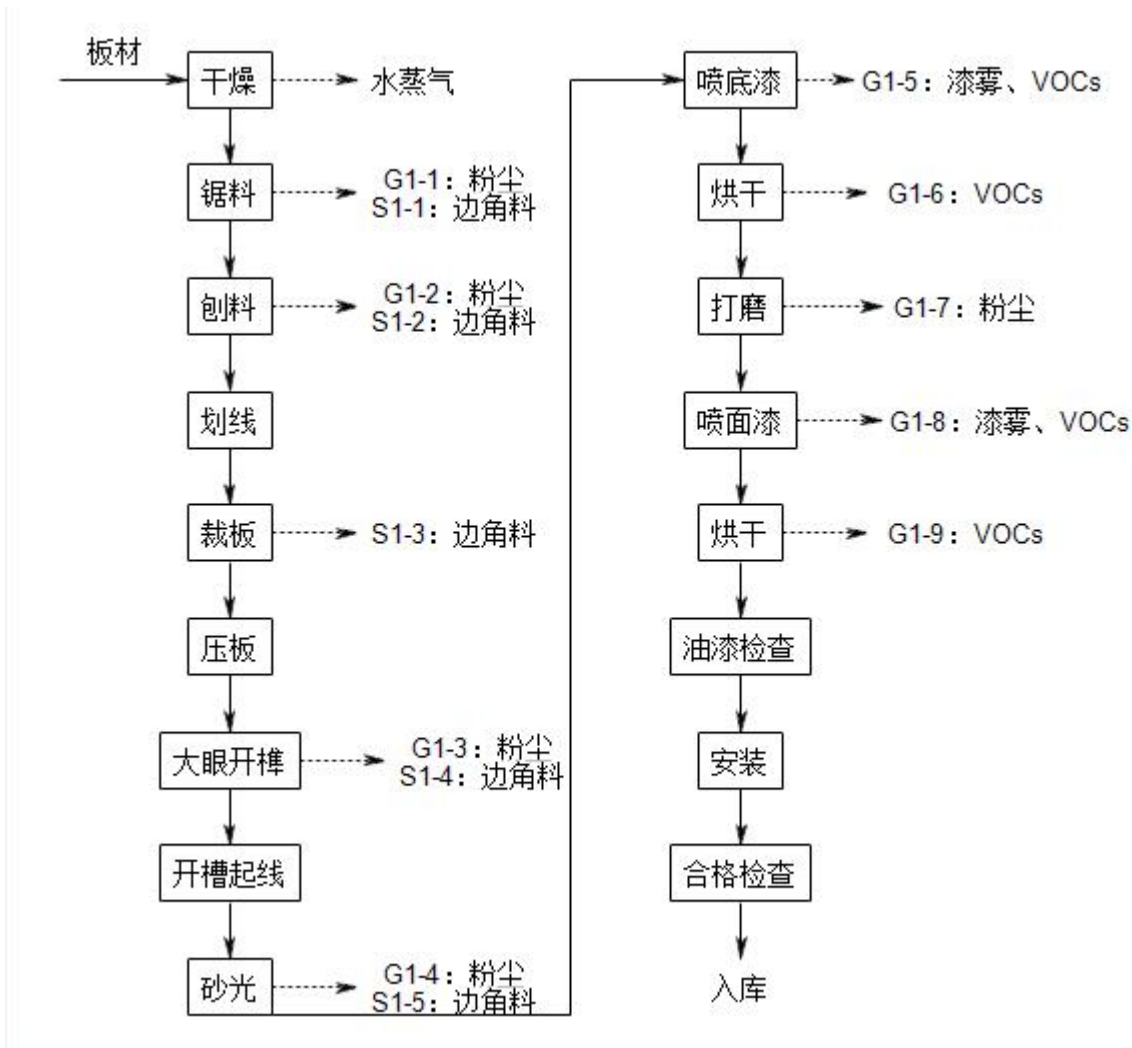 板材
干燥
水蒸气
锯料
G1-1：粉尘
S1-1：边角料
刨料
G1-2：粉尘
S1-2：边角料
划线
裁板
S1-3：边角料
压板
大眼开榫
G1-3：粉尘
S1-4：边角料
开槽起线
砂光
G1-4：粉尘
S1-5：边角料
喷底漆
G1-5：漆雾、VOCs
烘干
G1-6：VOCs
打磨
G1-7：粉尘
喷面漆
G1-8：漆雾、VOCs
烘干
G1-9：VOCs
油漆检查
安装
合格检查
入库